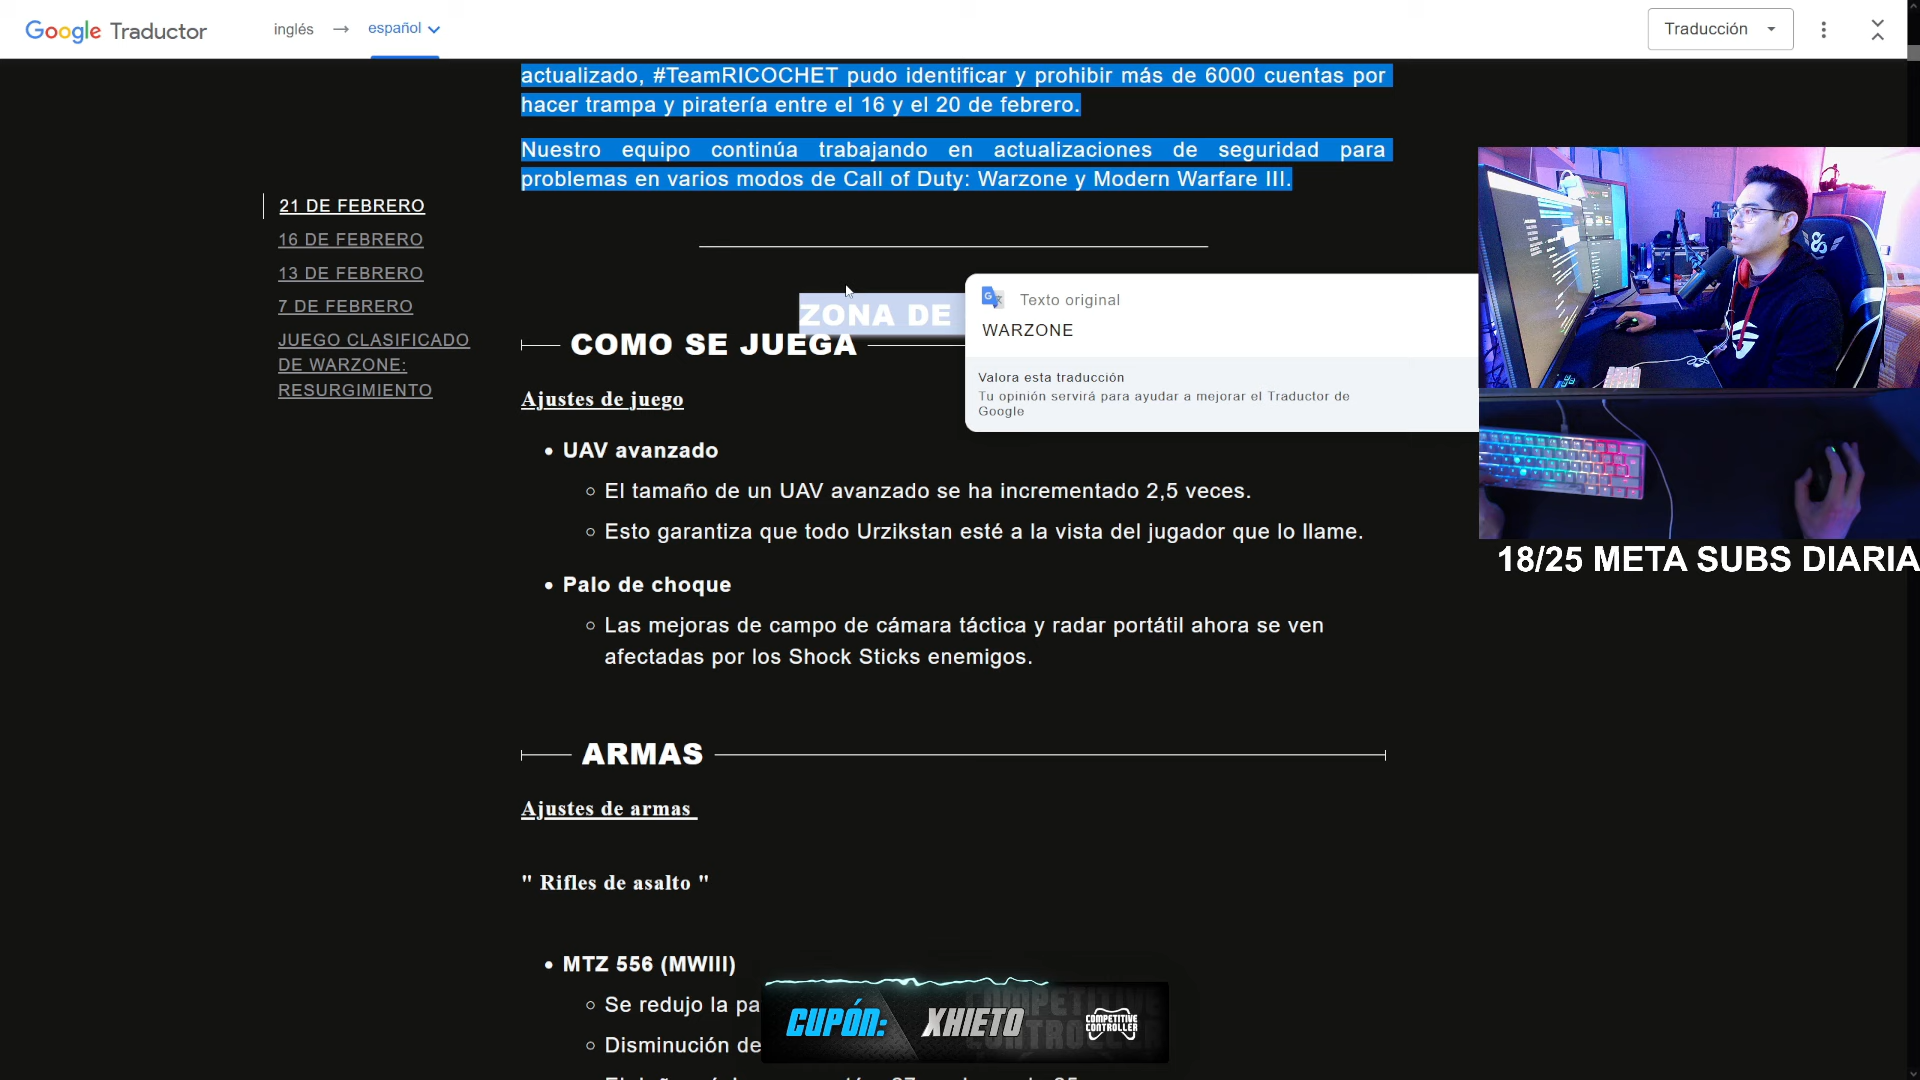 Google Traductor
inglés → español
Traducción
actualizado, #TeamRICOCHET pudo identificar y prohibir más de 6000 cuentas por
hacer trampa y piratería entre el 16 y el 20 de febrero.
Nuestro equipo continúa trabajando en actualizaciones de seguridad para
problemas en varios modos de Call of Duty: Warzone y Modern Warfare III.
21 DE FEBRERO
16 DE FEBRERO
13 DE FEBRERO
7 DE FEBRERO
JUEGO CLASIFICADO
DE WARZONE:
RESURGIMIENTO
ZONA DE
Texto original
WARZONE
Valora esta traducción
Tu opinión servirá para ayudar a mejorar el Traductor de
Google
COMO SE JUEGA
Ajustes de juego
UAV avanzado
El tamaño de un UAV avanzado se ha incrementado 2,5 veces.
Esto garantiza que todo Urzikstan esté a la vista del jugador que lo llame.
Palo de choque
Las mejoras de campo de cámara táctica y radar portátil ahora se ven
afectadas por los Shock Sticks enemigos.
18/25 META SUBS DIARIA
ARMAS
Ajustes de armas
" Rifles de asalto "
MTZ 556 (MWIII)
Se redujo la pa
Disminución de
CUPÓN: XHIETO
COMPETITIVE
CONTROLLER